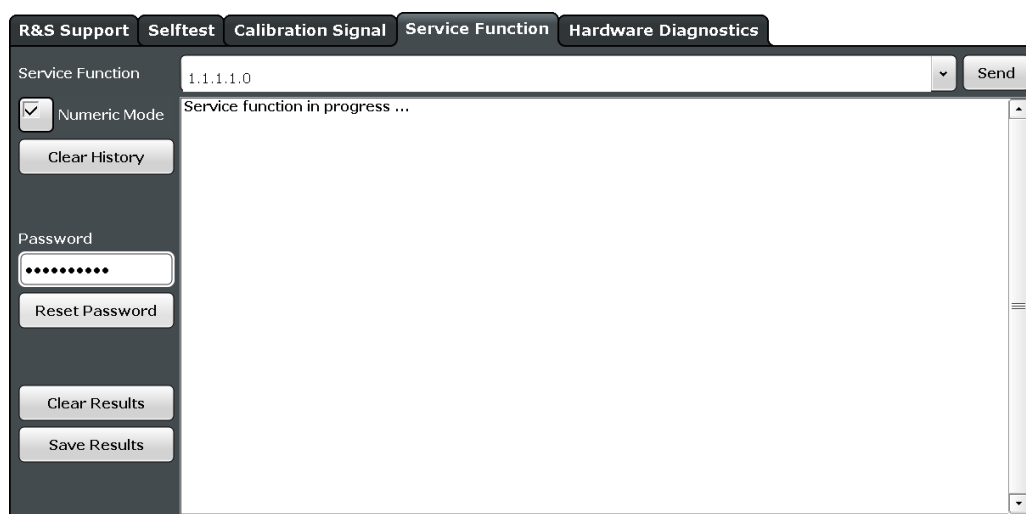 R&S Support Selftest Calibration Signal Service Function Hardware Diagnostics
Service Function 1.1.1.1.0 Send
Numeric Mode Service function in progress ...
Clear History
Password
••••••••••
Reset Password
Clear Results
Save Results